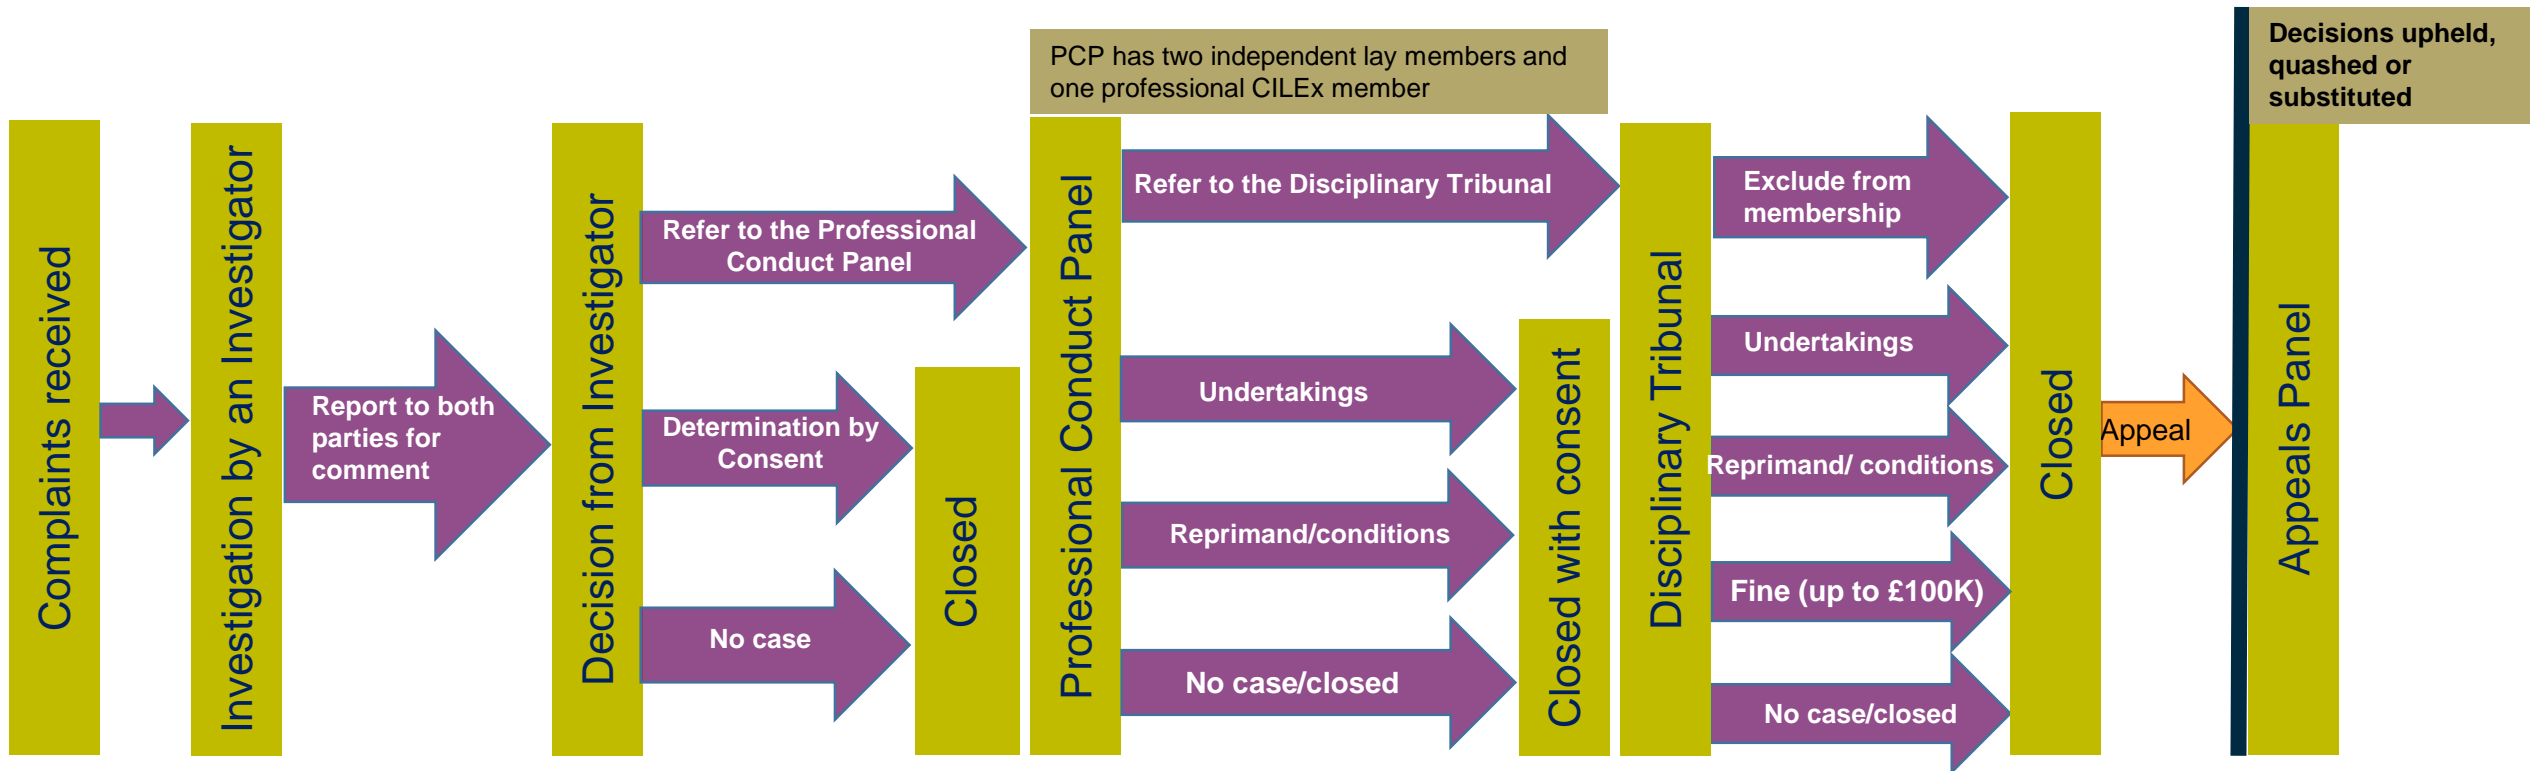 Complaints received
Investigation by an Investigator
Report to both
parties for
comment
Decision from Investigator
Refer to the Professional
Conduct Panel
Determination by
Consent
No case
Closed
PCP has two independent lay members and
one professional CILEx member
Professional Conduct Panel
Refer to the Disciplinary Tribunal
Undertakings
Reprimand/conditions
No case/closed
Closed with consent
Disciplinary Tribunal
Exclude from
membership
Undertakings
Reprimand/ conditions
Fine (up to £100K)
No case/closed
Closed
Appeal
Decisions upheld,
quashed or
substituted
Appeals Panel